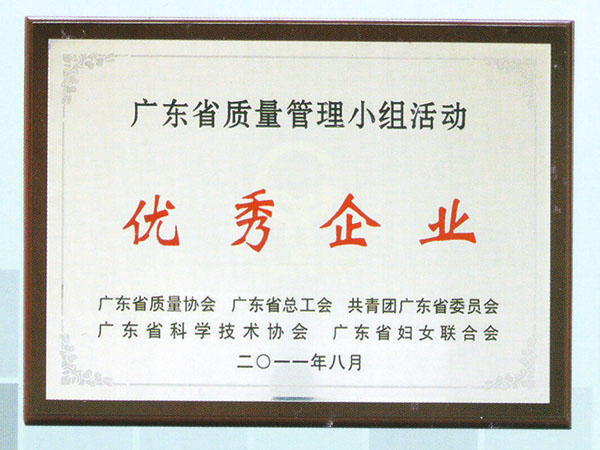 广东省质量管理小组活动
优秀企业
广东省质量协会 广东省总工会 共青团广东省委员会
广东省科学技术协会 广东省妇女联合会
二〇一一年八月